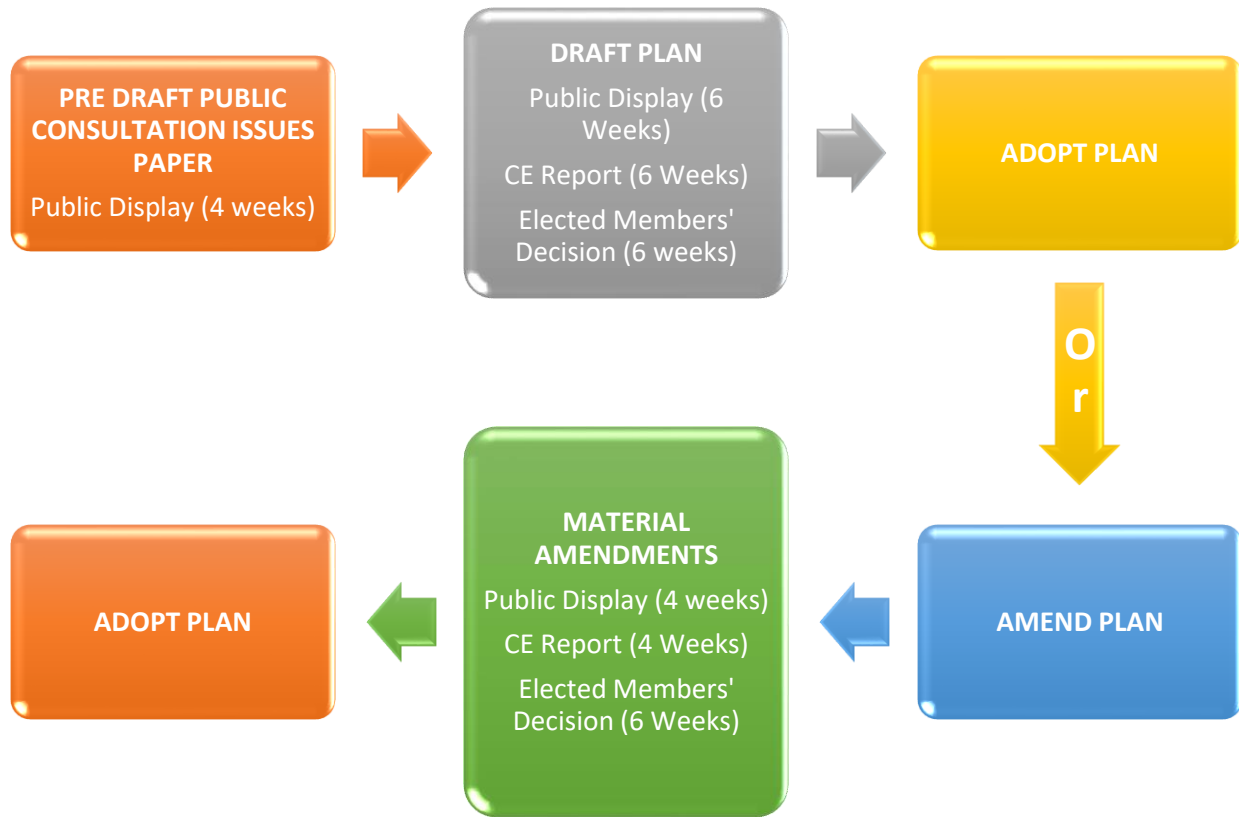 PRE DRAFT PUBLIC
CONSULTATION ISSUES
PAPER
Public Display (4 weeks)
DRAFT PLAN
Public Display (6
Weeks)
CE Report (6 Weeks)
Elected Members'
Decision (6 weeks)
ADOPT PLAN
O
r
AMEND PLAN
MATERIAL
AMENDMENTS
Public Display (4 weeks)
CE Report (4 Weeks)
Elected Members'
Decision (6 Weeks)
ADOPT PLAN